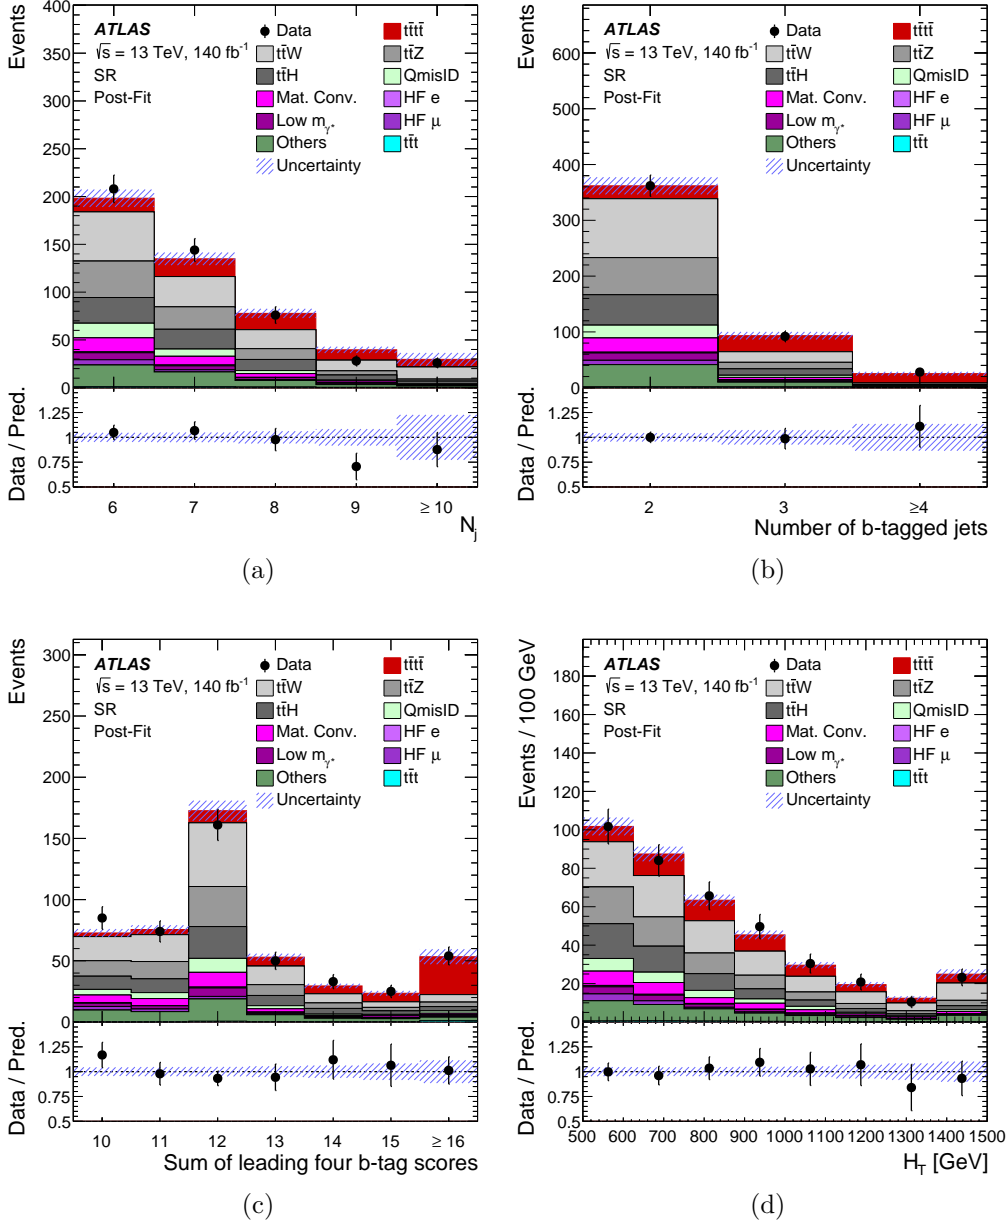 Events
400
350
300
250
200
150
100
50
0
ATLAS
√s = 13 TeV, 140 fb⁻¹
SR
Post-Fit
Data
tt̄tt̄
tt̄W
tt̄Z
tt̄H
QmisID
Mat. Conv.
HF e
Low m_γ*
HF μ
Others
tt̄t
Uncertainty
Data / Pred.
1.25
1
0.75
0.5
6 7 8 9 ≥ 10
N_j
(a)
Events
600
500
400
300
200
100
0
ATLAS
√s = 13 TeV, 140 fb⁻¹
SR
Post-Fit
Data
tt̄tt̄
tt̄W
tt̄Z
tt̄H
QmisID
Mat. Conv.
HF e
Low m_γ*
HF μ
Others
tt̄t
Uncertainty
Data / Pred.
1.25
1
0.75
0.5
2 3 ≥4
Number of b-tagged jets
(b)
Events
300
250
200
150
100
50
0
ATLAS
√s = 13 TeV, 140 fb⁻¹
SR
Post-Fit
Data
tt̄tt̄
tt̄W
tt̄Z
tt̄H
QmisID
Mat. Conv.
HF e
Low m_γ*
HF μ
Others
tt̄t
Uncertainty
Data / Pred.
1.25
1
0.75
0.5
10 11 12 13 14 15 ≥ 16
Sum of leading four b-tag scores
(c)
Events / 100 GeV
180
160
140
120
100
80
60
40
20
0
ATLAS
√s = 13 TeV, 140 fb⁻¹
SR
Post-Fit
Data
tt̄tt̄
tt̄W
tt̄Z
tt̄H
QmisID
Mat. Conv.
HF e
Low m_γ*
HF μ
Others
tt̄t
Uncertainty
Data / Pred.
1.25
1
0.75
0.5
500 600 700 800 900 1000 1100 1200 1300 1400 1500
H_T [GeV]
(d)